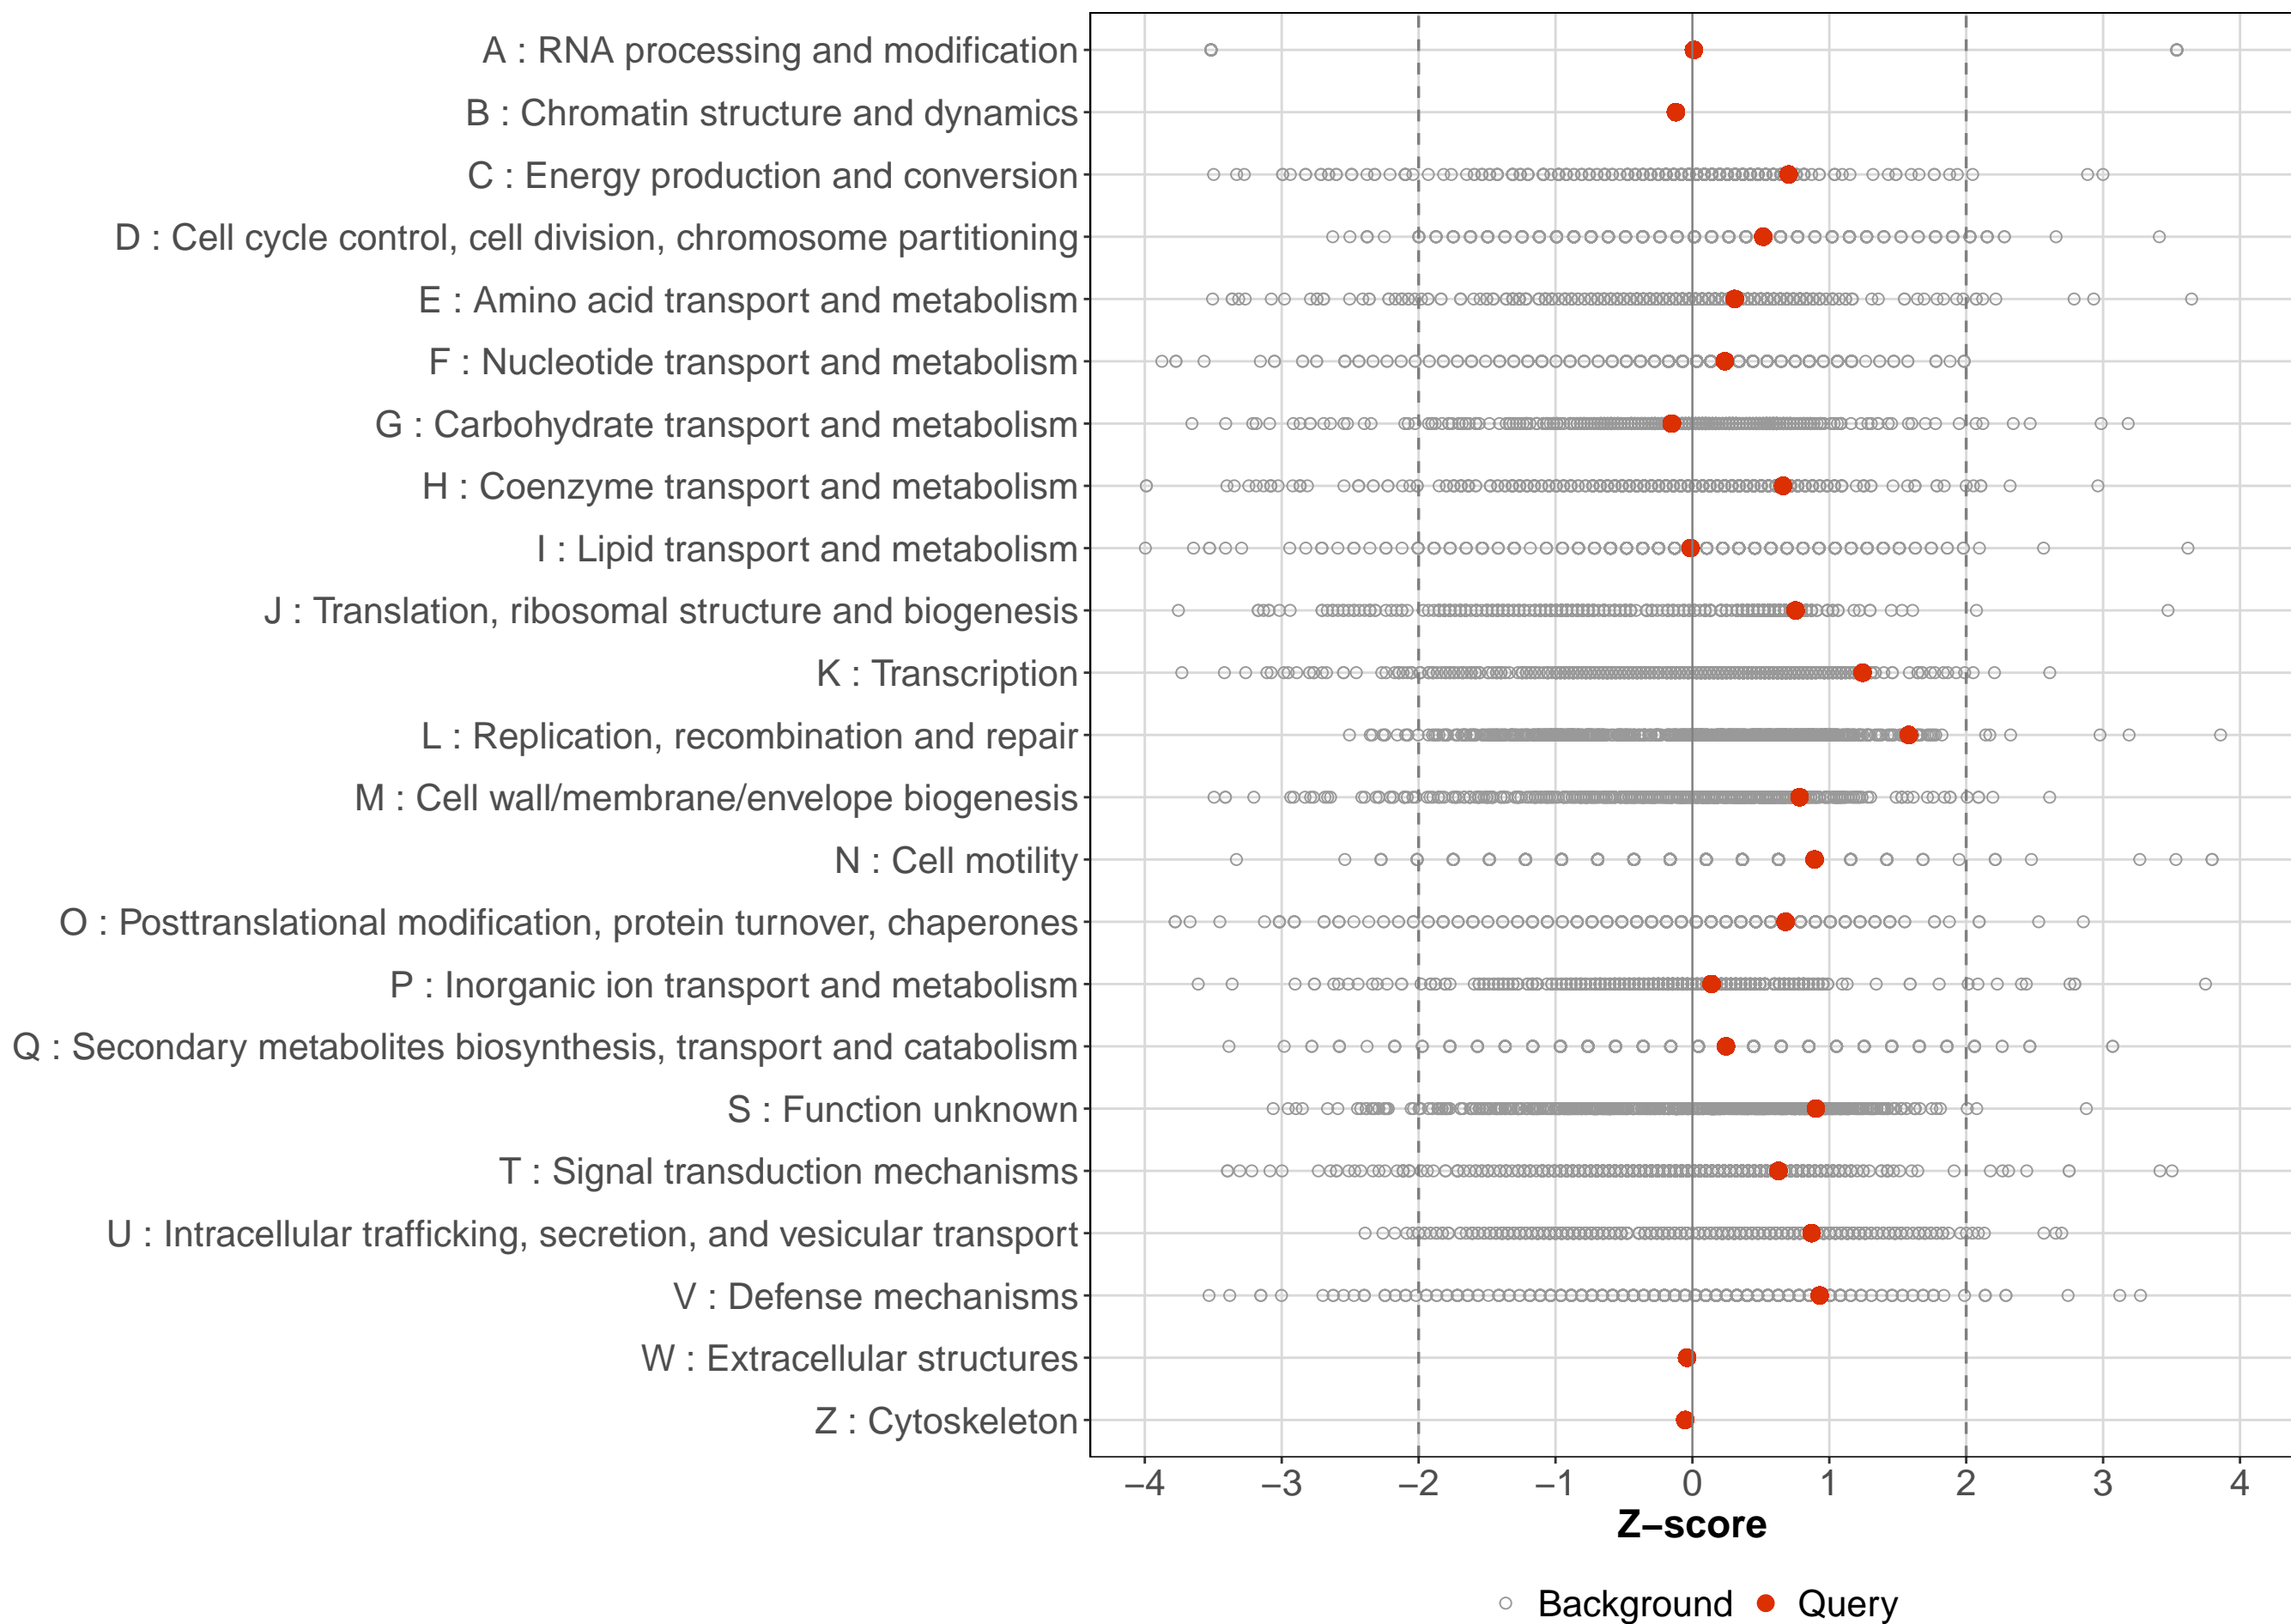 A : RNA processing and modification
B : Chromatin structure and dynamics
C : Energy production and conversion
D : Cell cycle control, cell division, chromosome partitioning
E : Amino acid transport and metabolism
F : Nucleotide transport and metabolism
G : Carbohydrate transport and metabolism
H : Coenzyme transport and metabolism
I : Lipid transport and metabolism
J : Translation, ribosomal structure and biogenesis
K : Transcription
L : Replication, recombination and repair
M : Cell wall/membrane/envelope biogenesis
N : Cell motility
O : Posttranslational modification, protein turnover, chaperones
P : Inorganic ion transport and metabolism
Q : Secondary metabolites biosynthesis, transport and catabolism
S : Function unknown
T : Signal transduction mechanisms
U : Intracellular trafficking, secretion, and vesicular transport
V : Defense mechanisms
W : Extracellular structures
Z : Cytoskeleton
−4 −3 −2 −1 0 1 2 3 4
Z−score
Background Query